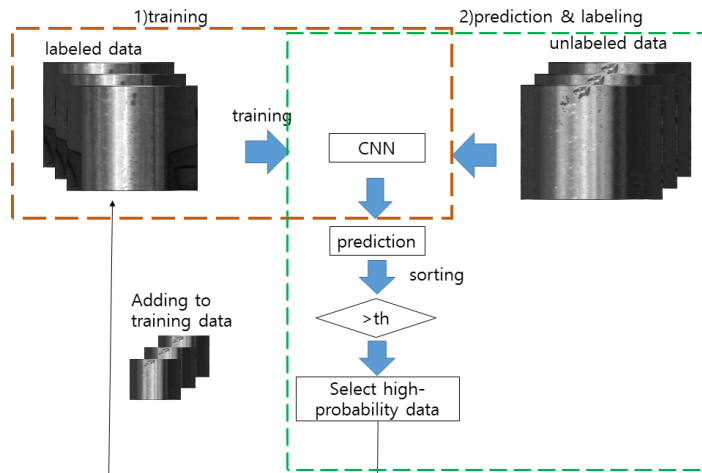 1)training
2)prediction & labeling
labeled data
unlabeled data
training
CNN
prediction
sorting
>th
Adding to
training data
Select high-
probability data